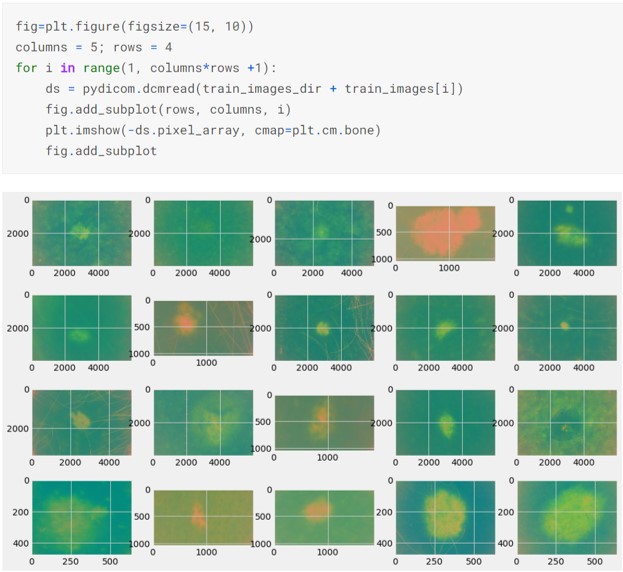 fig=plt.figure(figsize=(15, 10))
columns = 5; rows = 4
for i in range(1, columns*rows +1):
    ds = pydicom.dcmread(train_images_dir + train_images[i])
    fig.add_subplot(rows, columns, i)
    plt.imshow(-ds.pixel_array, cmap=plt.cm.bone)
    fig.add_subplot
0 0 0 0 0
2000 2000 2000 500 2000
1000
0 2000 4000 0 2000 4000 0 2000 4000 0 1000 0 2000 4000
0 0 0 0 0
2000 500 2000 2000 2000
1000
0 2000 4000 0 1000 0 2000 4000 0 2000 4000 0 2000 4000
0 0 0 0 0
2000 2000 500 2000 2000
1000
0 2000 4000 0 2000 4000 0 1000 0 2000 4000 0 2000 4000
0 0 0 0 0
200 500 500 200 200
400 1000 1000 400 400
0 250 500 0 1000 0 1000 0 250 500 0 250 500